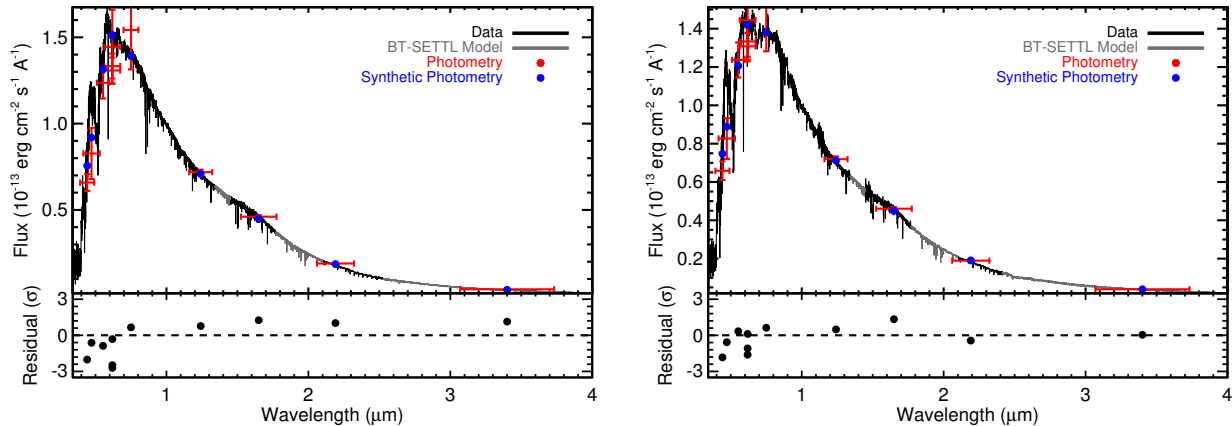 Flux (10⁻¹³ erg cm⁻² s⁻¹ A⁻¹)
1.5
1.0
0.5
Data
BT-SETTL Model
Photometry
Synthetic Photometry
Residual (σ)
3
0
-3
1 2 3 4
Wavelength (μm)
Flux (10⁻¹³ erg cm⁻² s⁻¹ A⁻¹)
1.4
1.2
1.0
0.8
0.6
0.4
0.2
Data
BT-SETTL Model
Photometry
Synthetic Photometry
Residual (σ)
3
0
-3
1 2 3 4
Wavelength (μm)